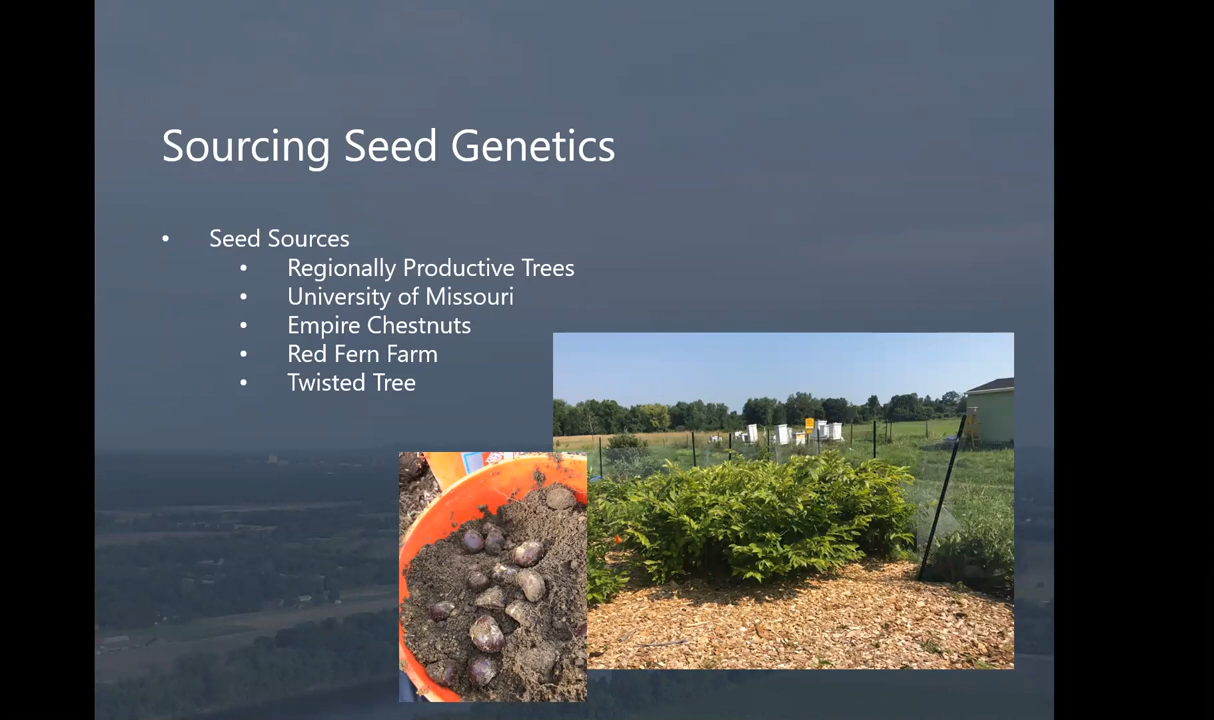 Sourcing Seed Genetics
• Seed Sources
• Regionally Productive Trees
• University of Missouri
• Empire Chestnuts
• Red Fern Farm
• Twisted Tree